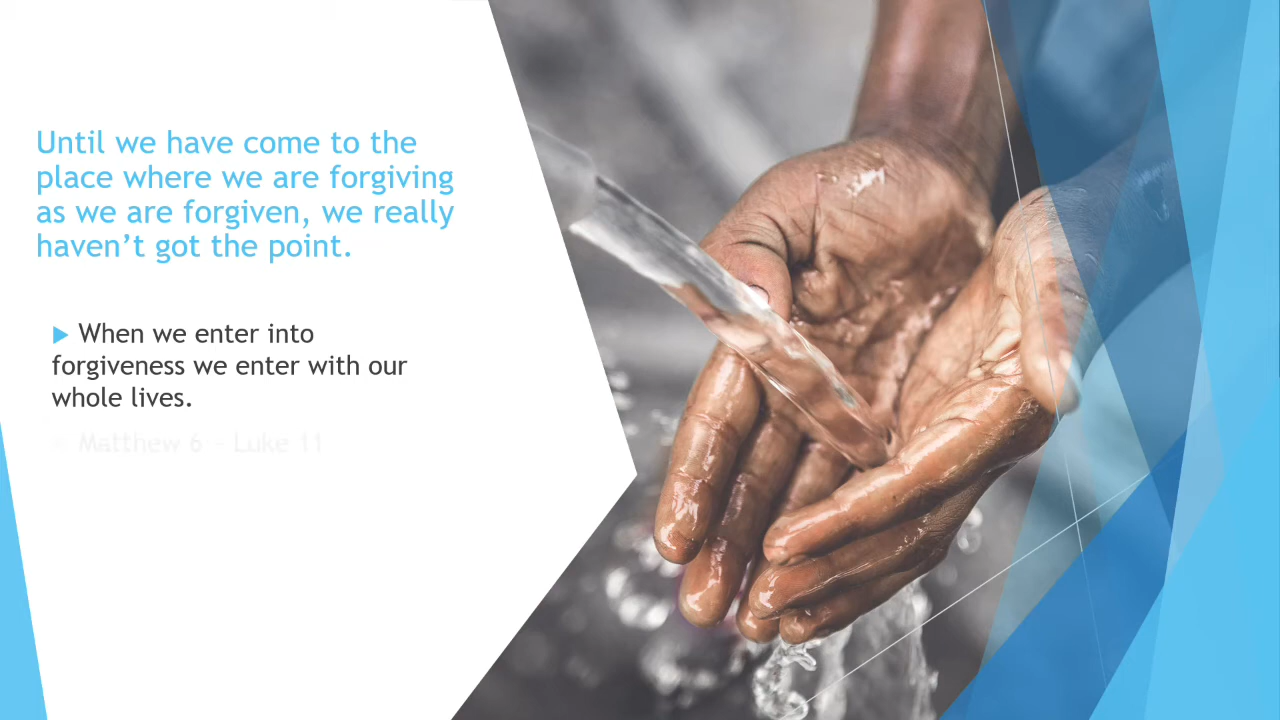 Until we have come to the
place where we are forgiving
as we are forgiven, we really
haven’t got the point.
When we enter into
forgiveness we enter with our
whole lives.
Matthew 6 - Luke 11